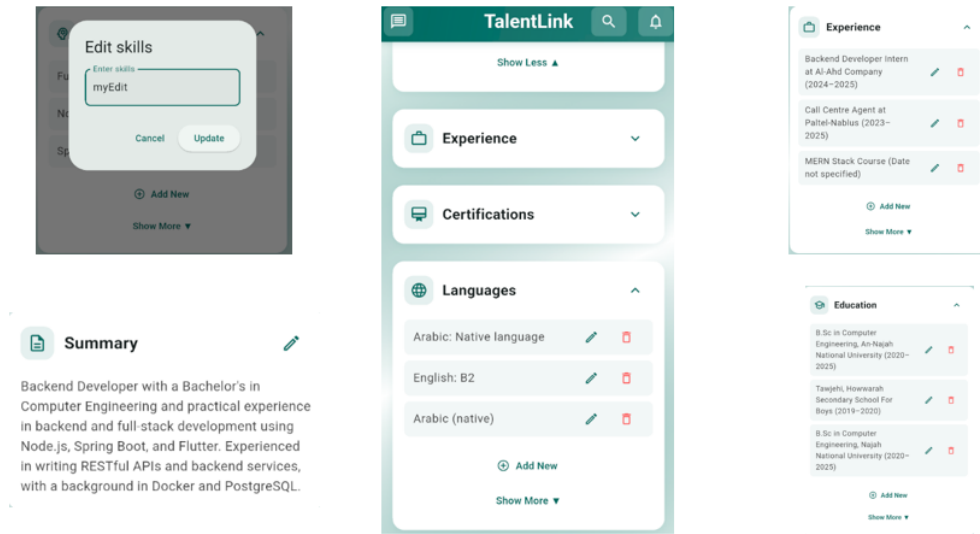 Edit skills
Enter skills
myEdit
Cancel
Update
Fu
No
Sp
Add New
Show More ▼
Summary
Backend Developer with a Bachelor's in
Computer Engineering and practical experience
in backend and full-stack development using
Node.js, Spring Boot, and Flutter. Experienced
in writing RESTful APIs and backend services,
with a background in Docker and PostgreSQL.
TalentLink
Show Less ▲
Experience
Certifications
Languages
Arabic: Native language
English: B2
Arabic (native)
Add New
Show More ▼
Experience
Backend Developer Intern
at Al-Ahd Company
(2024–2025)
Call Centre Agent at
Paltel-Nablus (2023–
2025)
MERN Stack Course (Date
not specified)
Add New
Show More ▼
Education
B.Sc in Computer
Engineering, An-Najah
National University (2020–
2025)
Tawjehi, Howwarah
Secondary School For
Boys (2019–2020)
B.Sc in Computer
Engineering, Najah
National University (2020–
2025)
Add New
Show More ▼